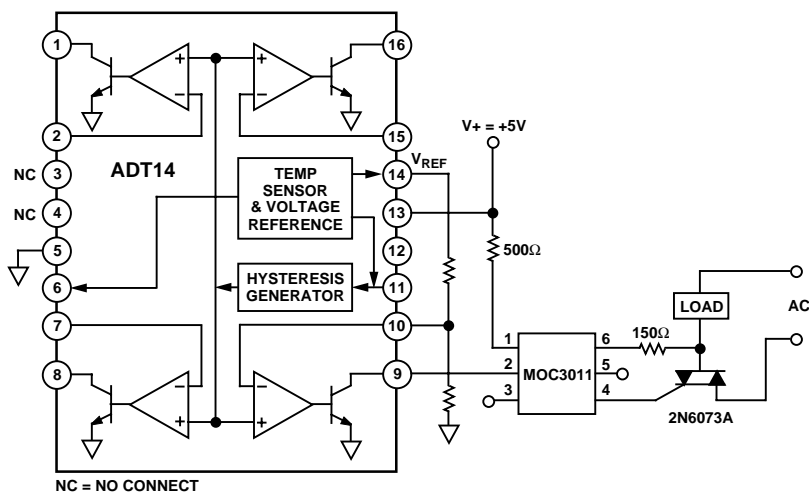 1
16
+
+
−
−
2
15
V+ = +5V
NC
3
ADT14
TEMP
SENSOR
& VOLTAGE
REFERENCE
14
VREF
NC
4
13
500Ω
5
12
6
HYSTERESIS
GENERATOR
11
LOAD
AC
7
10
1
6
150Ω
8
−
−
9
2
MOC3011
5
+
+
3
4
2N6073A
NC = NO CONNECT